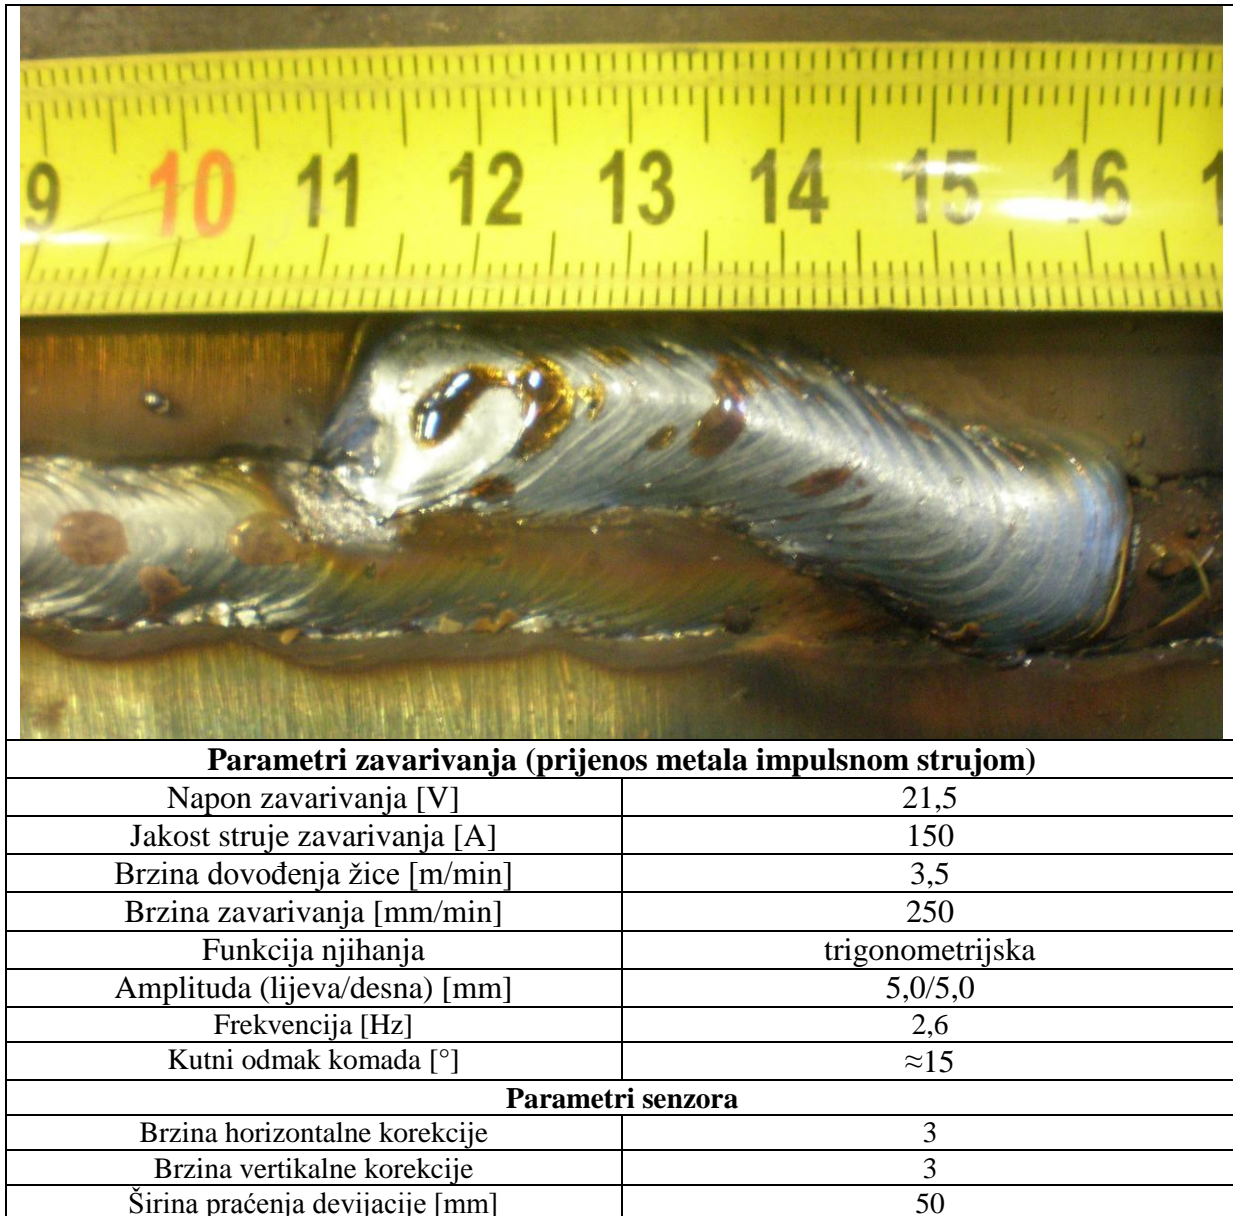 9 10 11 12 13 14 15 16 1
Parametri zavarivanja (prijenos metala impulsnom strujom)
Napon zavarivanja [V] 21,5
Jakost struje zavarivanja [A] 150
Brzina dovođenja žice [m/min] 3,5
Brzina zavarivanja [mm/min] 250
Funkcija njihanja trigonometrijska
Amplituda (lijeva/desna) [mm] 5,0/5,0
Frekvencija [Hz] 2,6
Kutni odmak komada [°] ≈15
Parametri senzora
Brzina horizontalne korekcije 3
Brzina vertikalne korekcije 3
Širina praćenja devijacije [mm] 50